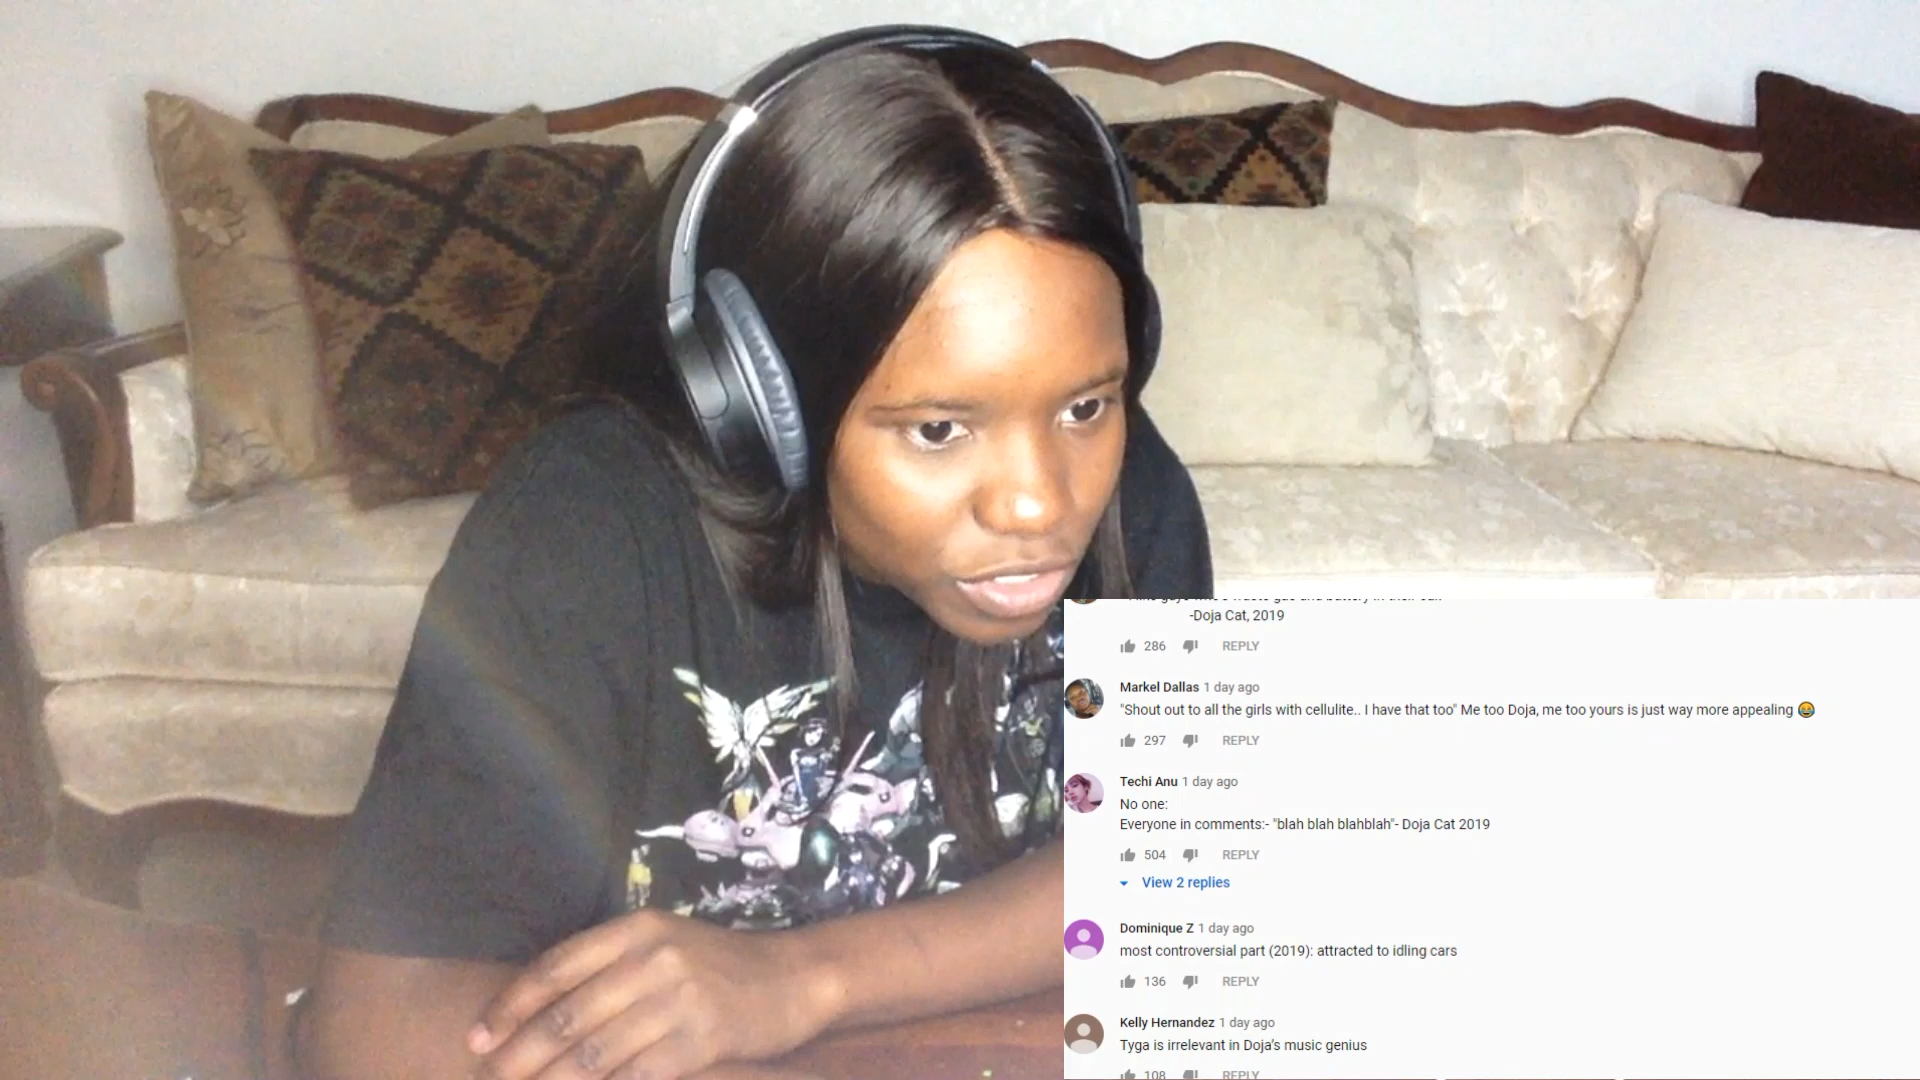 -Doja Cat, 2019
286 REPLY
Markel Dallas 1 day ago
"Shout out to all the girls with cellulite.. I have that too" Me too Doja, me too yours is just way more appealing 😂
297 REPLY
Techi Anu 1 day ago
No one:
Everyone in comments:- "blah blah blahblah"- Doja Cat 2019
504 REPLY
View 2 replies
Dominique Z 1 day ago
most controversial part (2019): attracted to idling cars
136 REPLY
Kelly Hernandez 1 day ago
Tyga is irrelevant in Doja's music genius
108 REPLY